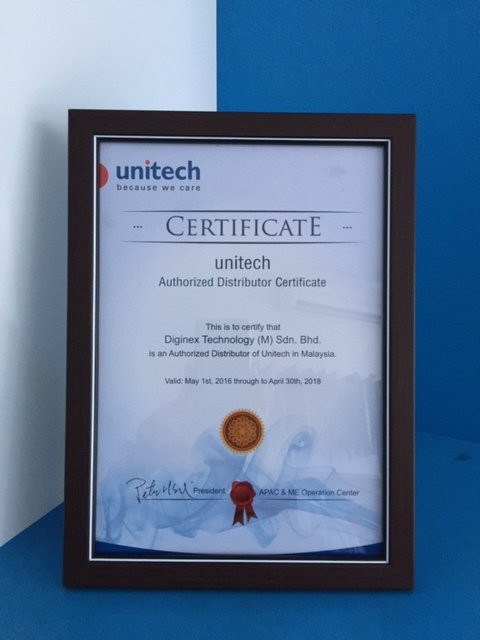 unitech
because we care
CERTIFICATE
unitech
Authorized Distributor Certificate
This is to certify that
Diginex Technology (M) Sdn. Bhd.
is an Authorized Distributor of Unitech in Malaysia.
Valid: May 1st, 2016 through to April 30th, 2018
President APAC & ME Operation Center